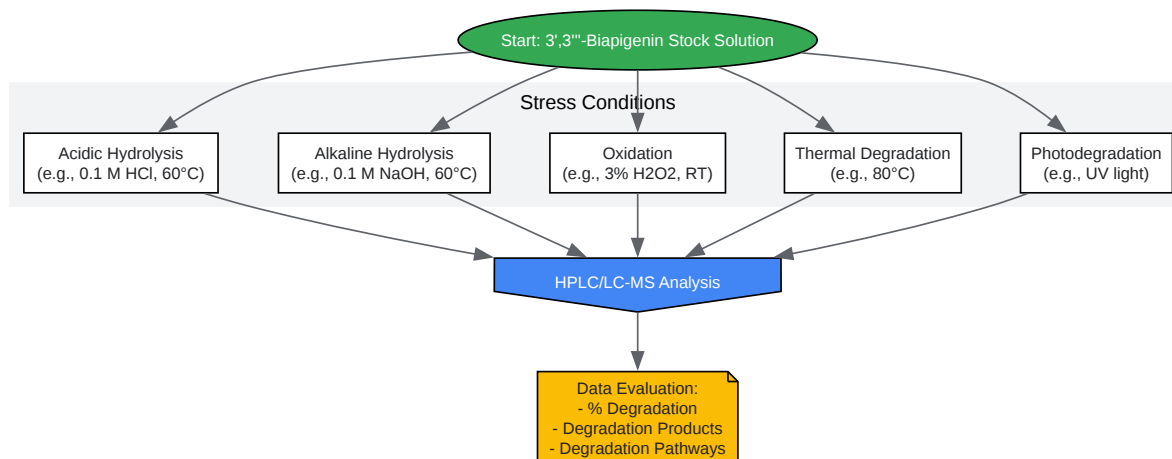 Start: 3',3'''-Biapigenin Stock Solution
Stress Conditions
Acidic Hydrolysis
(e.g., 0.1 M HCl, 60°C)
Alkaline Hydrolysis
(e.g., 0.1 M NaOH, 60°C)
Oxidation
(e.g., 3% H2O2, RT)
Thermal Degradation
(e.g., 80°C)
Photodegradation
(e.g., UV light)
HPLC/LC-MS Analysis
Data Evaluation:
- % Degradation
- Degradation Products
- Degradation Pathways